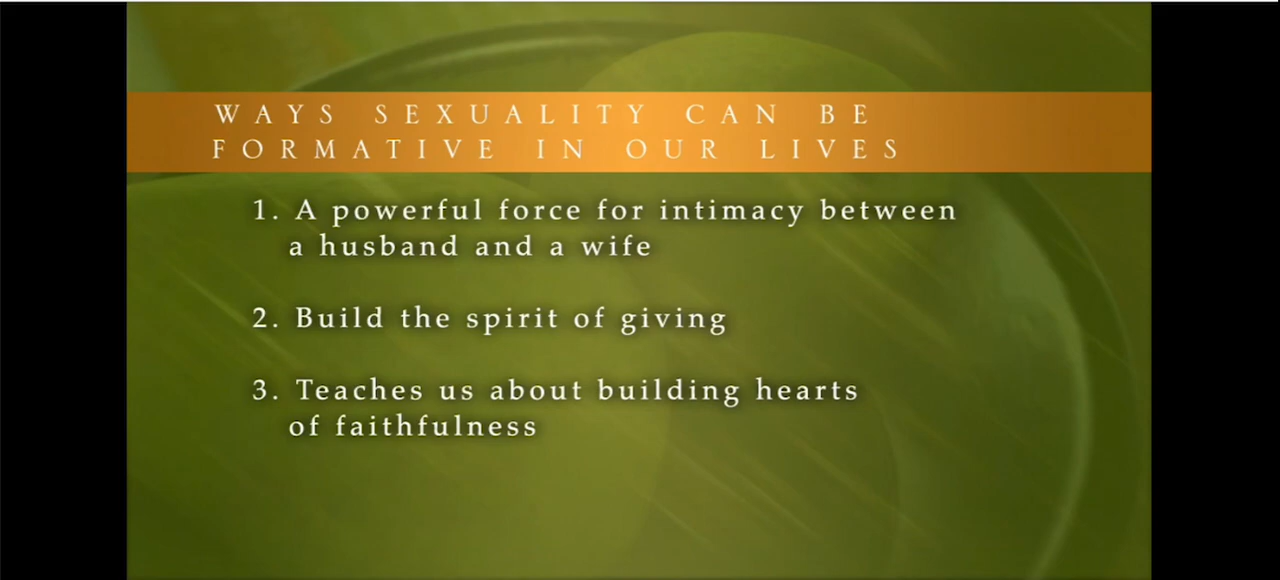 WAYS SEXUALITY CAN BE
FORMATIVE IN OUR LIVES
1. A powerful force for intimacy between
a husband and a wife
2. Build the spirit of giving
3. Teaches us about building hearts
of faithfulness